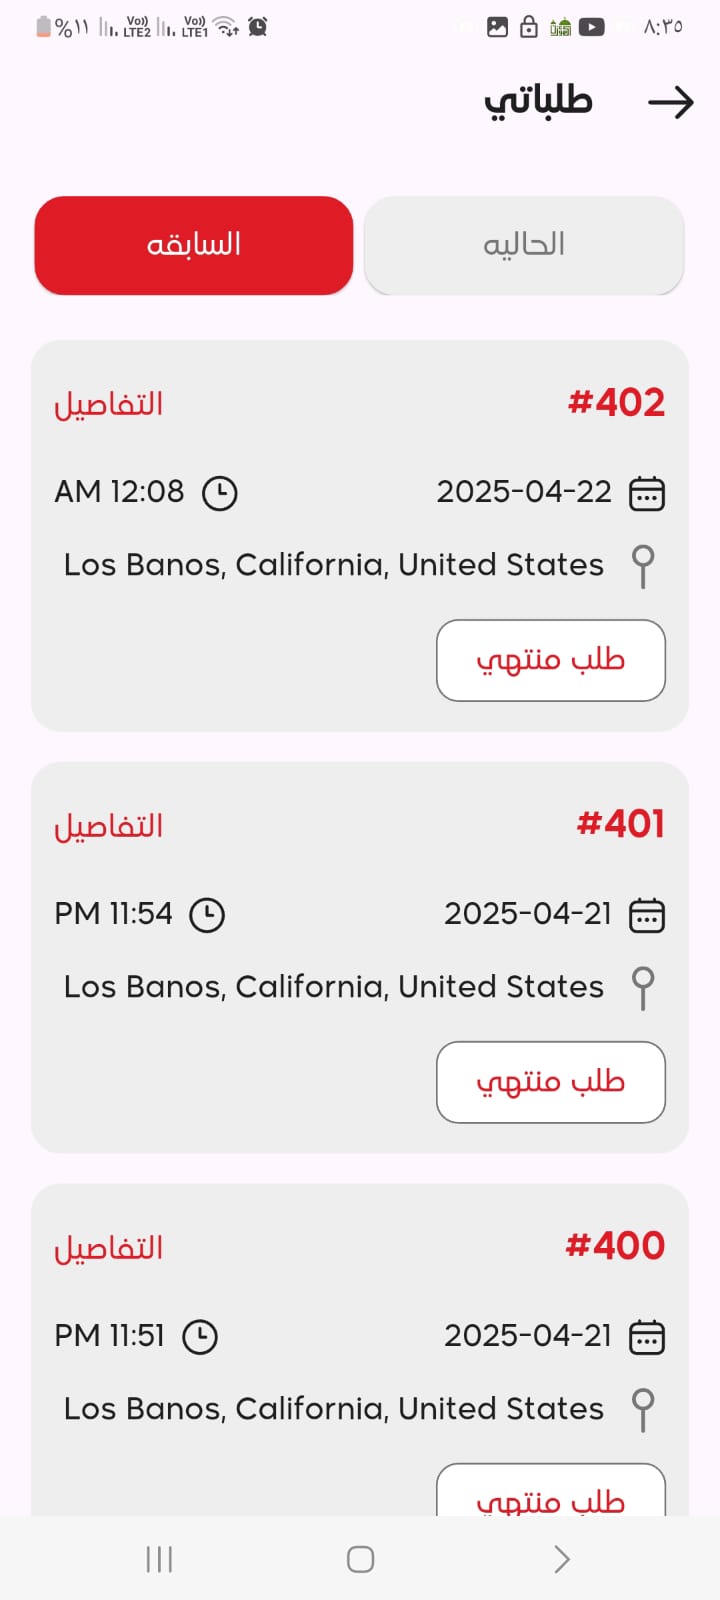 ٨:٣٥ Vo)) LTE1 Vo)) LTE2 %١١
طلباتي
الحاليه
السابقه
#402 التفاصيل
2025-04-22 AM 12:08
Los Banos, California, United States
طلب منتهي
#401 التفاصيل
2025-04-21 PM 11:54
Los Banos, California, United States
طلب منتهي
#400 التفاصيل
2025-04-21 PM 11:51
Los Banos, California, United States
طلب منتهي